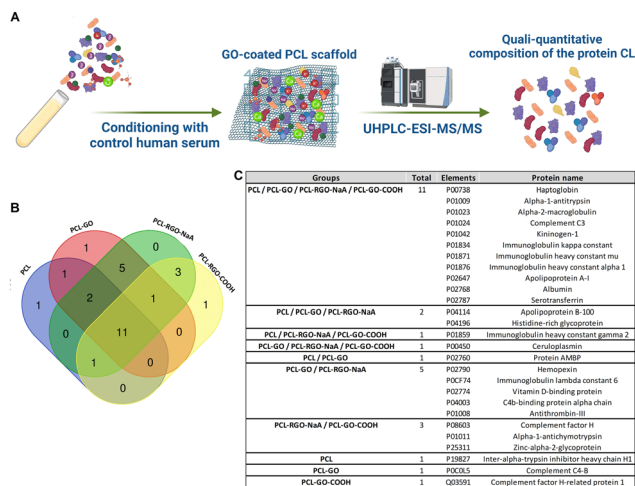 A
GO-coated PCL scaffold
Quali-quantitative
composition of the protein CL
Conditioning with
control human serum
UHPLC-ESI-MS/MS
B
PCL
PCL-GO
PCL-RGO-NaA
PCL-RGO-COOH
1
1
0
1
1
5
3
2
1
0
11
0
1
0
0
C
Groups Total Elements Protein name
PCL / PCL-GO / PCL-RGO-NaA / PCL-GO-COOH 11 P00738 Haptoglobin
P01009 Alpha-1-antitrypsin
P01023 Alpha-2-macroglobulin
P01024 Complement C3
P01042 Kininogen-1
P01834 Immunoglobulin kappa constant
P01871 Immunoglobulin heavy constant mu
P01876 Immunoglobulin heavy constant alpha 1
P02647 Apolipoprotein A-I
P02768 Albumin
P02787 Serotransferrin
PCL / PCL-GO / PCL-RGO-NaA 2 P04114 Apolipoprotein B-100
P04196 Histidine-rich glycoprotein
PCL / PCL-RGO-NaA / PCL-GO-COOH 1 P01859 Immunoglobulin heavy constant gamma 2
PCL-GO / PCL-RGO-NaA / PCL-GO-COOH 1 P00450 Ceruloplasmin
PCL / PCL-GO 1 P02760 Protein AMBP
PCL-GO / PCL-RGO-NaA 5 P02790 Hemopexin
P0CF74 Immunoglobulin lambda constant 6
P02774 Vitamin D-binding protein
P04003 C4b-binding protein alpha chain
P01008 Antithrombin-III
PCL-RGO-NaA / PCL-GO-COOH 3 P08603 Complement factor H
P01011 Alpha-1-antichymotrypsin
P25311 Zinc-alpha-2-glycoprotein
PCL 1 P19827 Inter-alpha-trypsin inhibitor heavy chain H1
PCL-GO 1 P0C0L5 Complement C4-B
PCL-GO-COOH 1 Q03591 Complement factor H-related protein 1